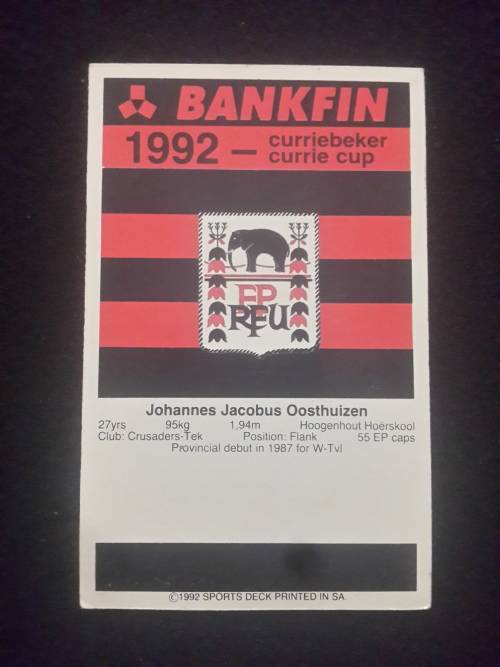 BANKFIN
1992 – curriebeker
currie cup
EP
RFU
Johannes Jacobus Oosthuizen
27yrs 95kg 1,94m Hoogenhout Hoërskool
Club: Crusaders-Tek Position: Flank 55 EP caps
Provincial debut in 1987 for W-Tvl
©1992 SPORTS DECK PRINTED IN SA.